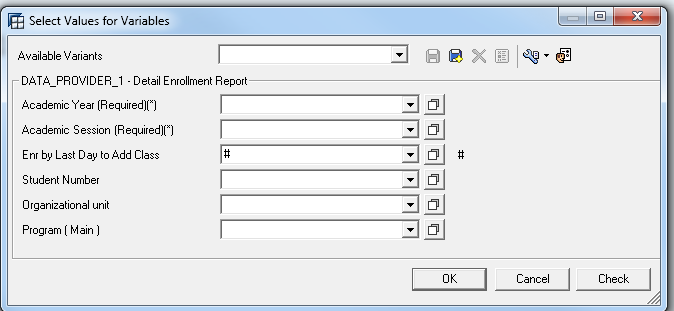 Select Values for Variables
Available Variants
DATA_PROVIDER_1 - Detail Enrollment Report
Academic Year (Required)(*)
Academic Session (Required)(*)
Enr by Last Day to Add Class # #
Student Number
Organizational unit
Program ( Main )
OK Cancel Check